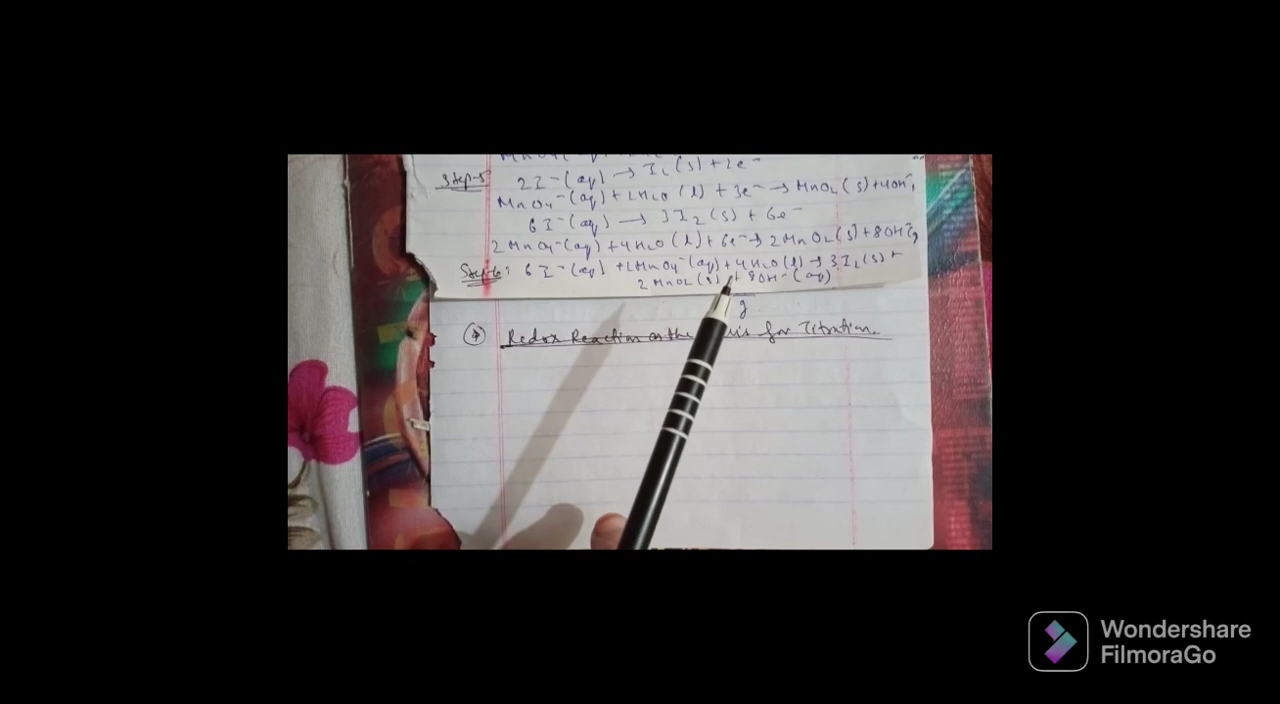 Step-5 2I⁻(aq) → I₂(s) + 2e⁻
MnO₄⁻(aq) + 2H₂O(l) + 3e⁻ → MnO₂(s) + 4OH⁻
6I⁻(aq) → 3I₂(s) + 6e⁻
2MnO₄⁻(aq) + 4H₂O(l) + 6e⁻ → 2MnO₂(s) + 8OH⁻
Step-6: 6I⁻(aq) + 2MnO₄⁻(aq) + 4H₂O(l) → 3I₂(s) +
2MnO₂(s) + 8OH⁻(aq)
④ Redox Reaction as the for Titration.
Wondershare
FilmoraGo